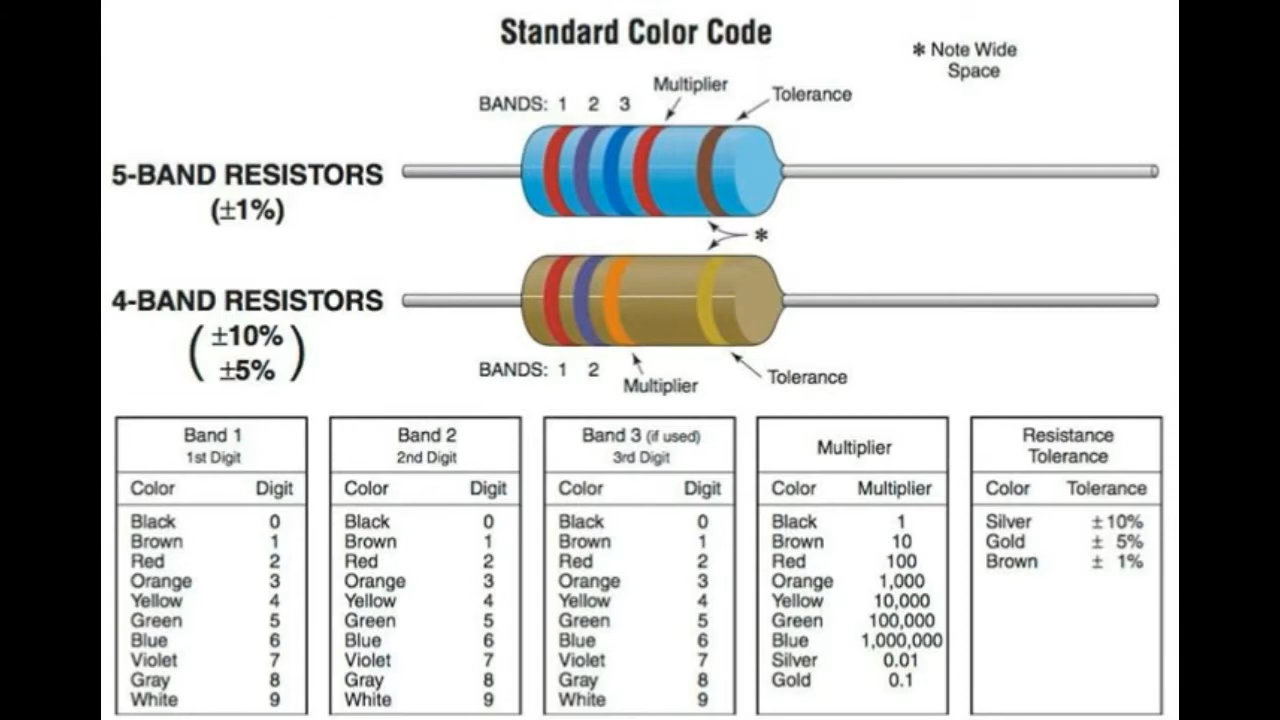 Standard Color Code
* Note Wide
Space
Multiplier
Tolerance
BANDS: 1 2 3
5-BAND RESISTORS
(±1%)
*
4-BAND RESISTORS
(±10%
±5%)
BANDS: 1 2
Multiplier
Tolerance
Band 1
1st Digit
Color Digit
Black 0
Brown 1
Red 2
Orange 3
Yellow 4
Green 5
Blue 6
Violet 7
Gray 8
White 9
Band 2
2nd Digit
Color Digit
Black 0
Brown 1
Red 2
Orange 3
Yellow 4
Green 5
Blue 6
Violet 7
Gray 8
White 9
Band 3 (if used)
3rd Digit
Color Digit
Black 0
Brown 1
Red 2
Orange 3
Yellow 4
Green 5
Blue 6
Violet 7
Gray 8
White 9
Multiplier
Color Multiplier
Black 1
Brown 10
Red 100
Orange 1,000
Yellow 10,000
Green 100,000
Blue 1,000,000
Silver 0.01
Gold 0.1
Resistance
Tolerance
Color Tolerance
Silver ±10%
Gold ± 5%
Brown ± 1%